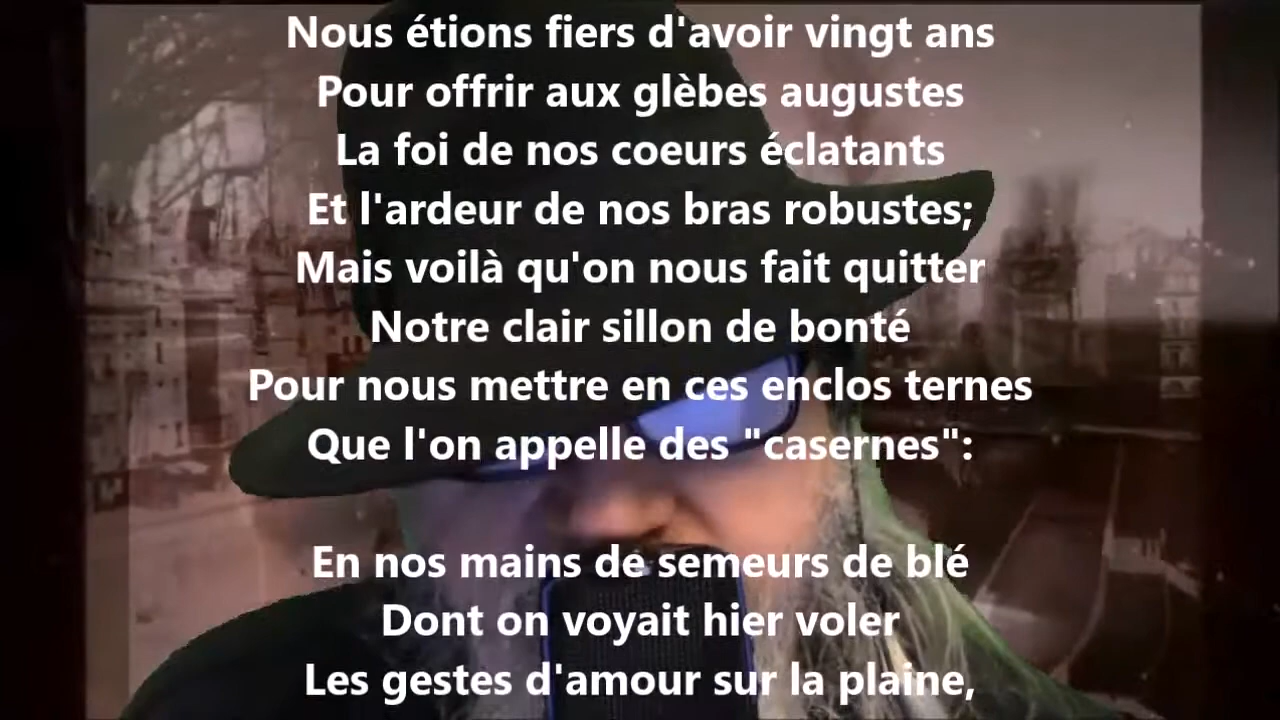 Nous étions fiers d'avoir vingt ans
Pour offrir aux glèbes augustes
La foi de nos coeurs éclatants
Et l'ardeur de nos bras robustes;
Mais voilà qu'on nous fait quitter
Notre clair sillon de bonté
Pour nous mettre en ces enclos ternes
Que l'on appelle des "casernes":
En nos mains de semeurs de blé
Dont on voyait hier voler
Les gestes d'amour sur la plaine,